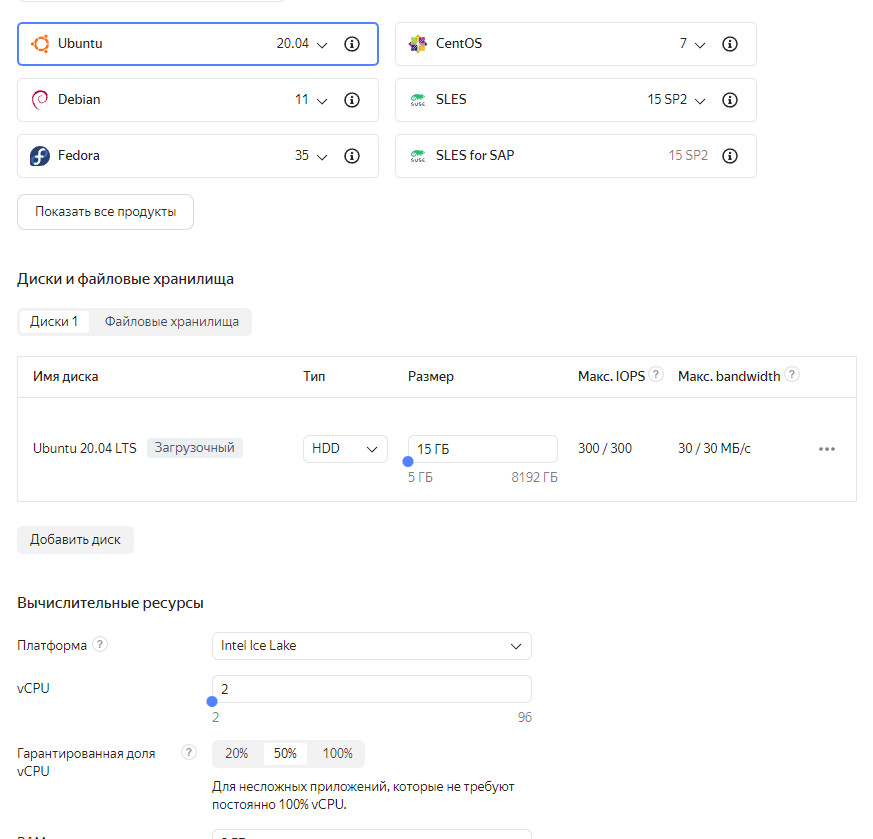 Ubuntu 20.04
CentOS 7
Debian 11
SLES 15 SP2
Fedora 35
SLES for SAP 15 SP2
Показать все продукты
Диски и файловые хранилища
Диски 1 Файловые хранилища
Имя диска Тип Размер Макс. IOPS ? Макс. bandwidth ?
Ubuntu 20.04 LTS Загрузочный HDD 15 ГБ 300 / 300 30 / 30 МБ/с
5 ГБ 8192 ГБ
Добавить диск
Вычислительные ресурсы
Платформа ? Intel Ice Lake
vCPU 2
2 96
Гарантированная доля vCPU ? 20% 50% 100%
Для несложных приложений, которые не требуют
постоянно 100% vCPU.